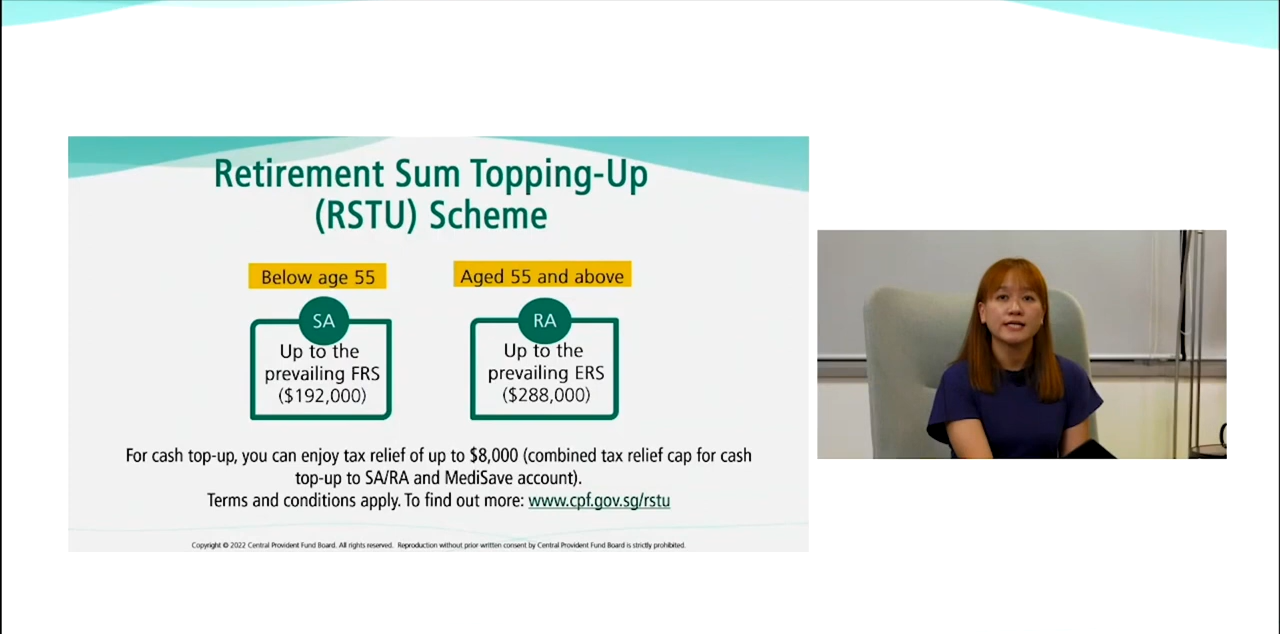 Retirement Sum Topping-Up
(RSTU) Scheme
Below age 55
Aged 55 and above
SA
Up to the
prevailing FRS
($192,000)
RA
Up to the
prevailing ERS
($288,000)
For cash top-up, you can enjoy tax relief of up to $8,000 (combined tax relief cap for cash
top-up to SA/RA and MediSave account).
Terms and conditions apply. To find out more: www.cpf.gov.sg/rstu
Copyright © 2022 Central Provident Fund Board. All rights reserved. Reproduction without prior written consent by Central Provident Fund Board is strictly prohibited.